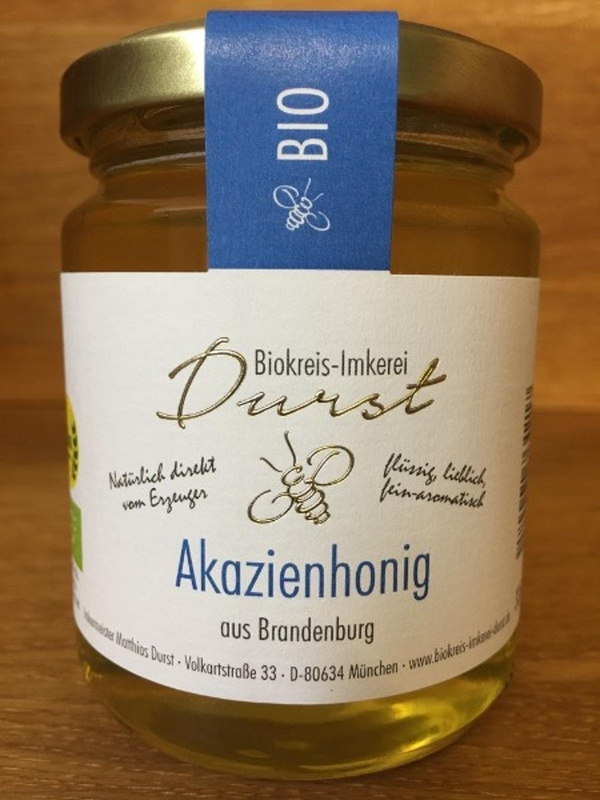 BIO
Biokreis-Imkerei
Durst
Natürlich direkt
vom Erzeuger
flüssig, lieblich,
fein-aromatisch
Akazienhonig
aus Brandenburg
Matthias Durst · Volkartstraße 33 · D-80634 München · www.biokreis-imkerei-durst.de